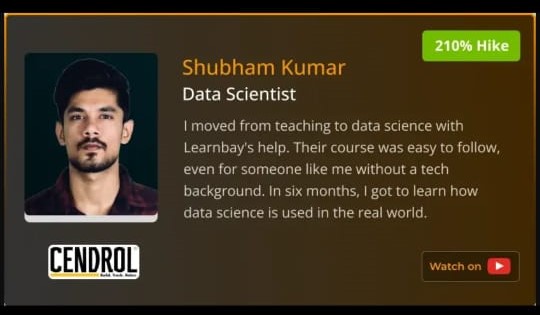 210% Hike
Shubham Kumar
Data Scientist
I moved from teaching to data science with
Learnbay's help. Their course was easy to follow,
even for someone like me without a tech
background. In six months, I got to learn how
data science is used in the real world.
CENDROL
Watch on